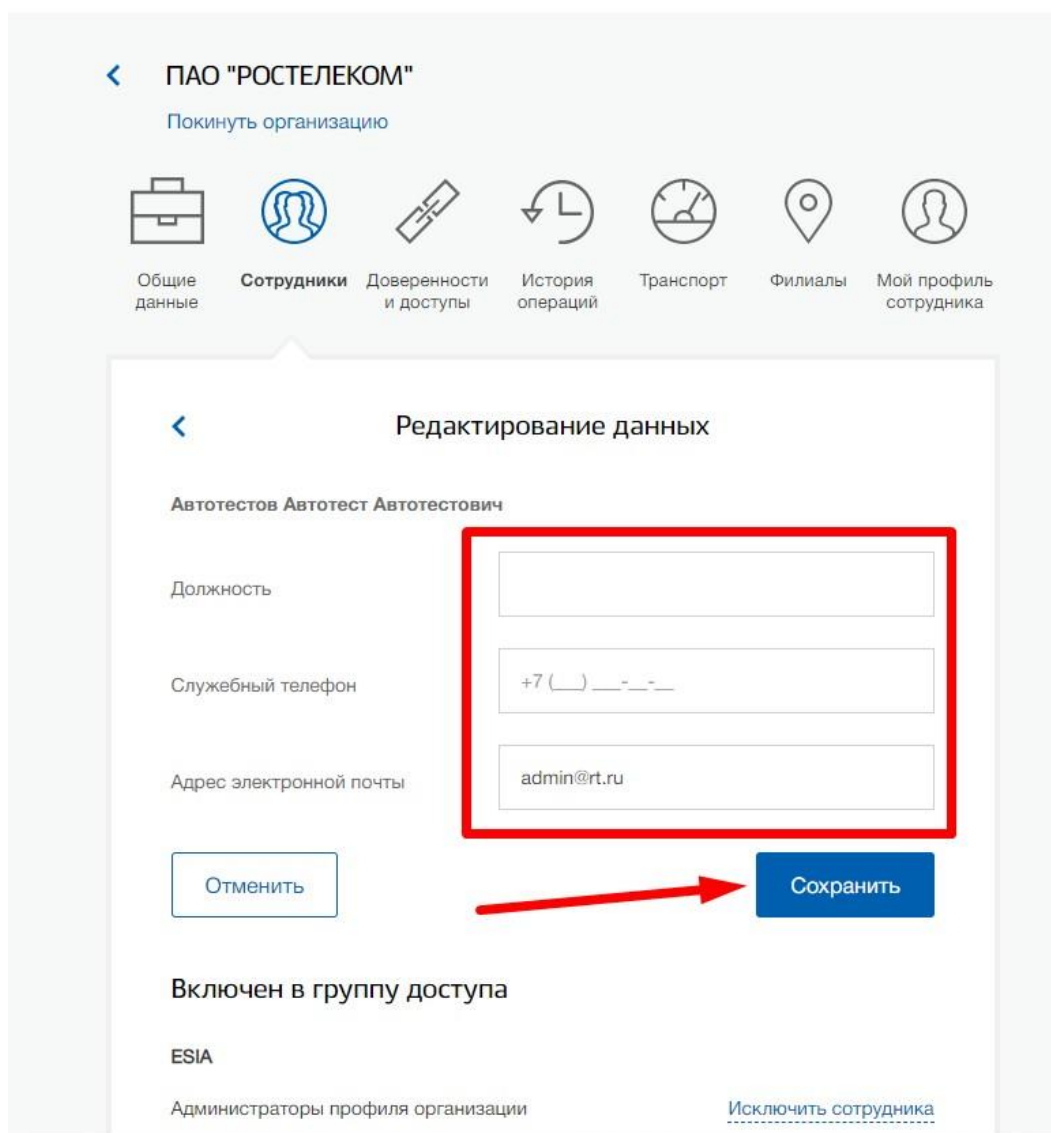 ПАО "РОСТЕЛЕКОМ"
Покинуть организацию
Общие данные
Сотрудники
Доверенности и доступы
История операций
Транспорт
Филиалы
Мой профиль сотрудника
Редактирование данных
Автотестов Автотест Автотестович
Должность
Служебный телефон
+7 (___) ___-__-__
Адрес электронной почты
admin@rt.ru
Отменить
Сохранить
Включен в группу доступа
ESIA
Администраторы профиля организации
Исключить сотрудника